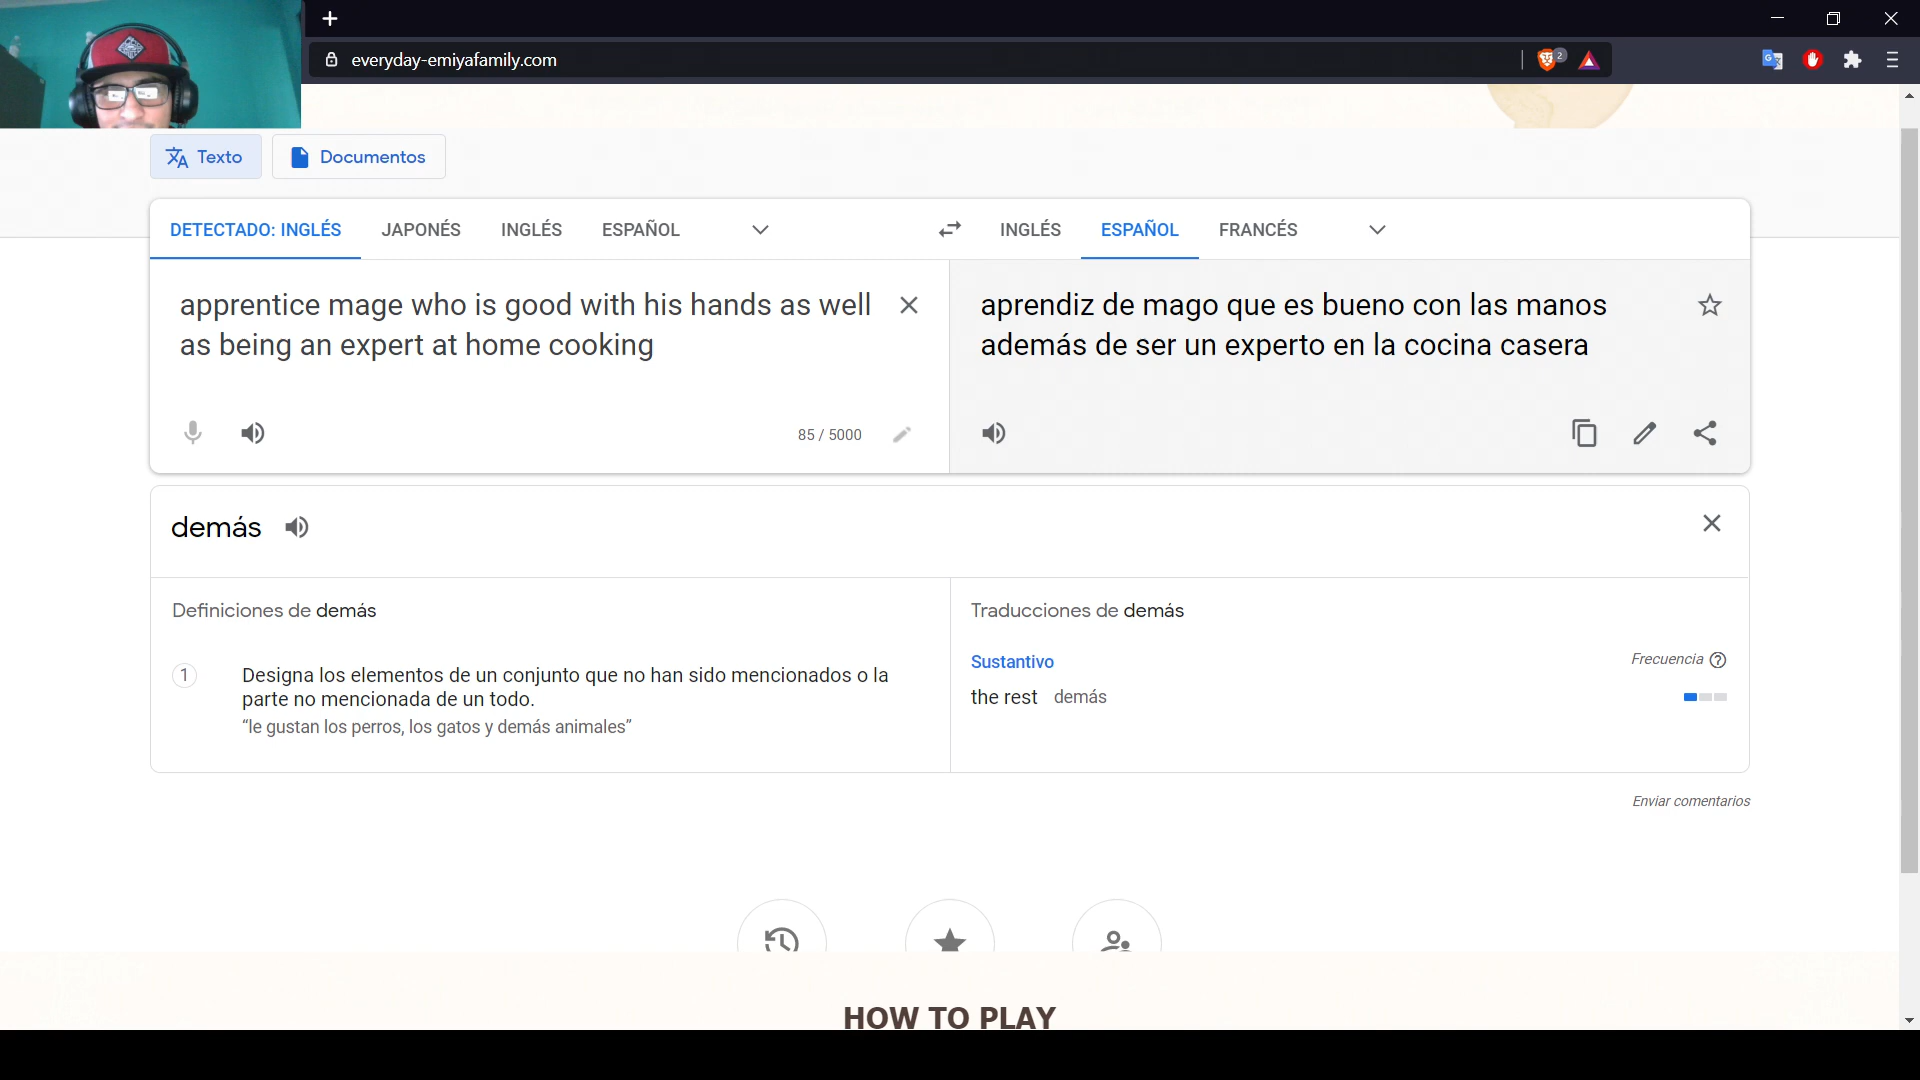 everyday-emiyafamily.com
2
Texto
Documentos
DETECTADO: INGLÉS JAPONÉS INGLÉS ESPAÑOL
INGLÉS ESPAÑOL FRANCÉS
apprentice mage who is good with his hands as well
as being an expert at home cooking
85 / 5000
aprendiz de mago que es bueno con las manos
además de ser un experto en la cocina casera
demás
Definiciones de demás
1
Designa los elementos de un conjunto que no han sido mencionados o la
parte no mencionada de un todo.
“le gustan los perros, los gatos y demás animales”
Traducciones de demás
Sustantivo
Frecuencia
the rest demás
Enviar comentarios
HOW TO PLAY